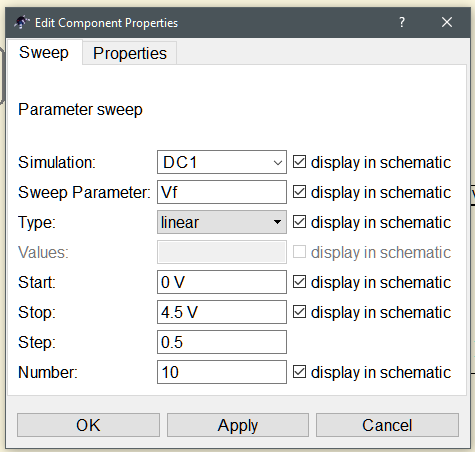 Edit Component Properties ?
Sweep Properties
Parameter sweep
Simulation: DC1 display in schematic
Sweep Parameter: Vf display in schematic
Type: linear display in schematic
Values: display in schematic
Start: 0 V display in schematic
Stop: 4.5 V display in schematic
Step: 0.5
Number: 10 display in schematic
OK Apply Cancel